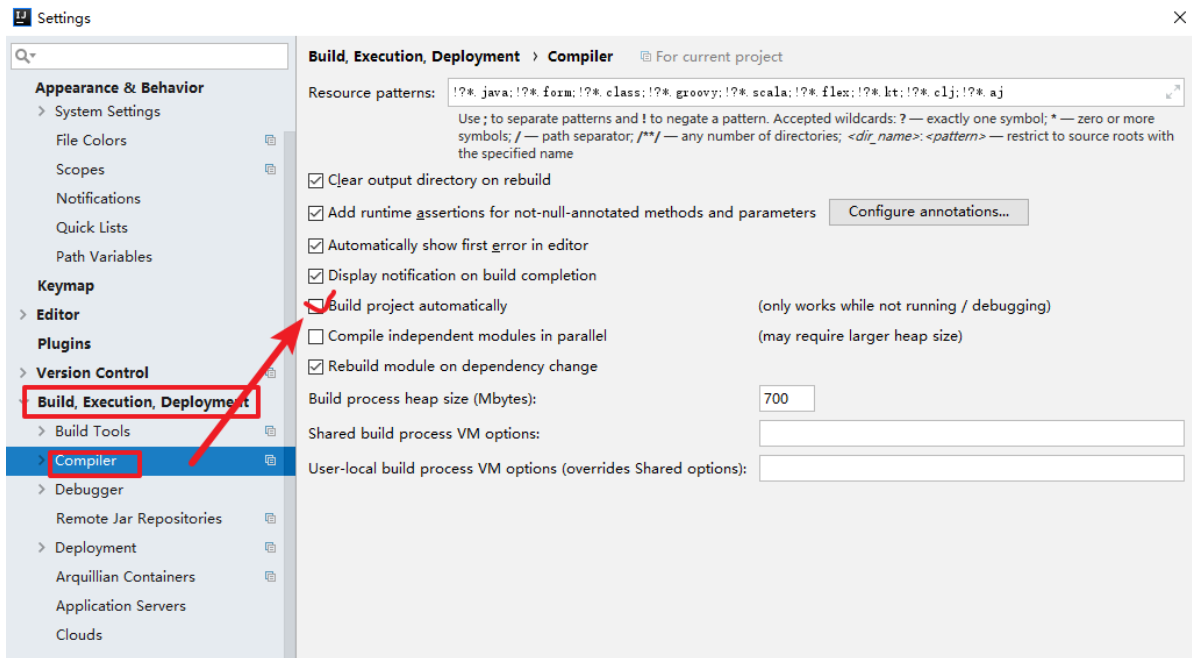 Settings
Build, Execution, Deployment › Compiler For current project
Appearance & Behavior
System Settings
File Colors
Scopes
Notifications
Quick Lists
Path Variables
Keymap
Editor
Plugins
Version Control
Build, Execution, Deployment
Build Tools
Compiler
Debugger
Remote Jar Repositories
Deployment
Arquillian Containers
Application Servers
Clouds
Resource patterns: !?*.java;!?*.form;!?*.class;!?*.groovy;!?*.scala;!?*.flex;!?*.kt;!?*.clj;!?*.aj
Use ; to separate patterns and ! to negate a pattern. Accepted wildcards: ? — exactly one symbol; * — zero or more
symbols; / — path separator; /**/ — any number of directories; <dir_name>:<pattern> — restrict to source roots with
the specified name
Clear output directory on rebuild
Add runtime assertions for not-null-annotated methods and parameters Configure annotations...
Automatically show first error in editor
Display notification on build completion
Build project automatically (only works while not running / debugging)
Compile independent modules in parallel (may require larger heap size)
Rebuild module on dependency change
Build process heap size (Mbytes): 700
Shared build process VM options:
User-local build process VM options (overrides Shared options):